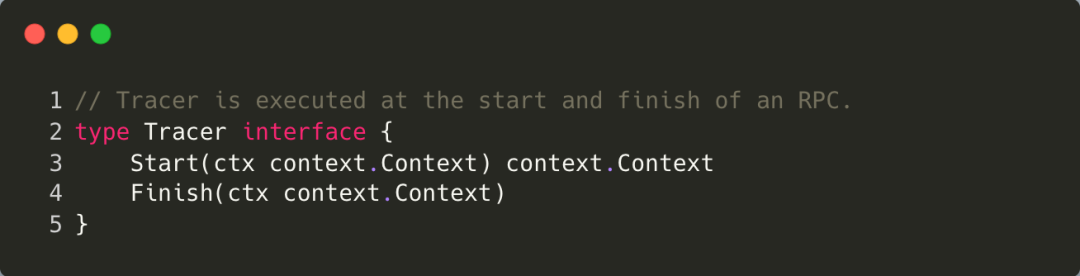 1 // Tracer is executed at the start and finish of an RPC.
2 type Tracer interface {
3     Start(ctx context.Context) context.Context
4     Finish(ctx context.Context)
5 }